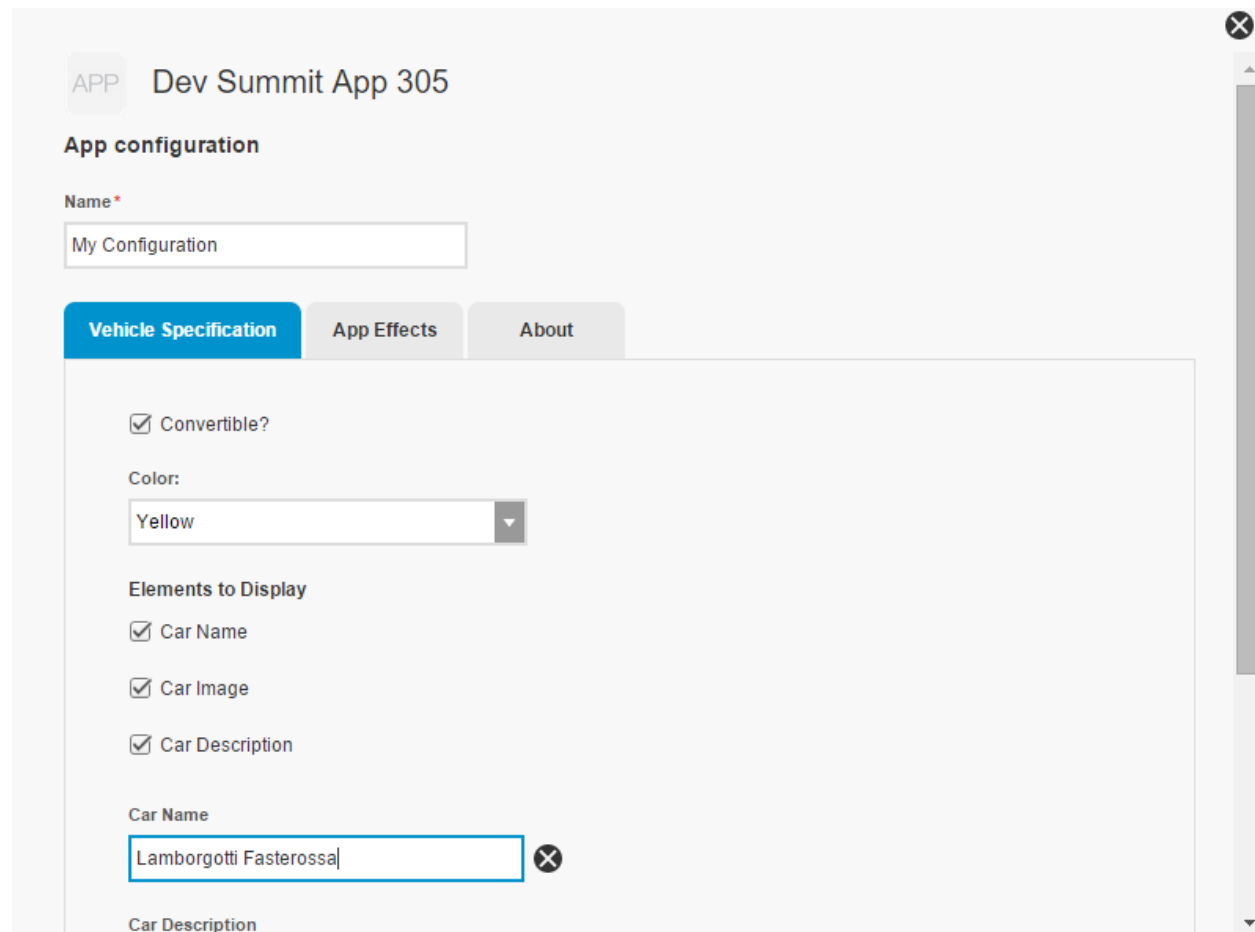 APP Dev Summit App 305
App configuration
Name*
My Configuration
Vehicle Specification App Effects About
Convertible?
Color:
Yellow
Elements to Display
Car Name
Car Image
Car Description
Car Name
Lamborgotti Fasterossa
Car Description